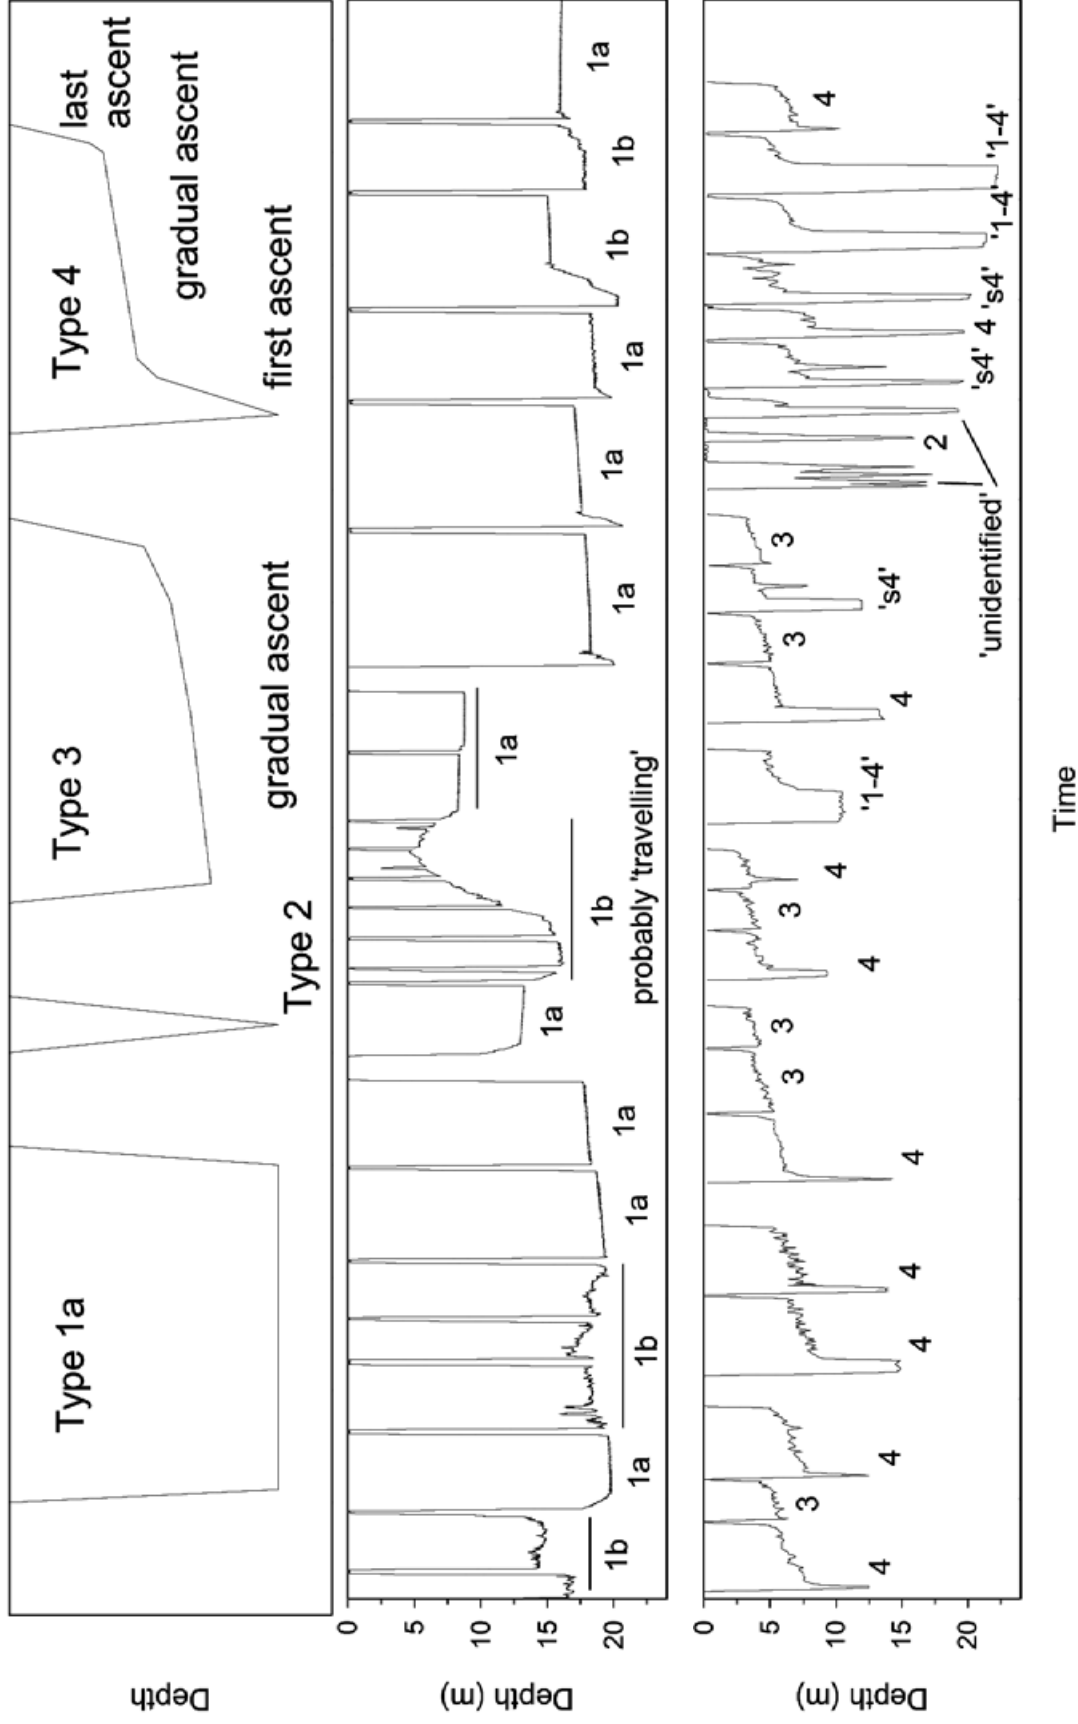 Depth
Type 1a
Type 2
Type 3
gradual ascent
Type 4
first ascent
gradual ascent
last
ascent
Depth (m)
0
5
10
15
20
1b
1a
1b
1a
1a
1a
1b
probably 'travelling'
1a
1a
1a
1a
1b
1b
1a
Depth (m)
0
5
10
15
20
4
3
4
4
4
4
3
3
4
3
4
'1-4'
4
3
's4'
3
'unidentified'
2
's4'
4
's4'
'1-4'
'1-4'
4
Time